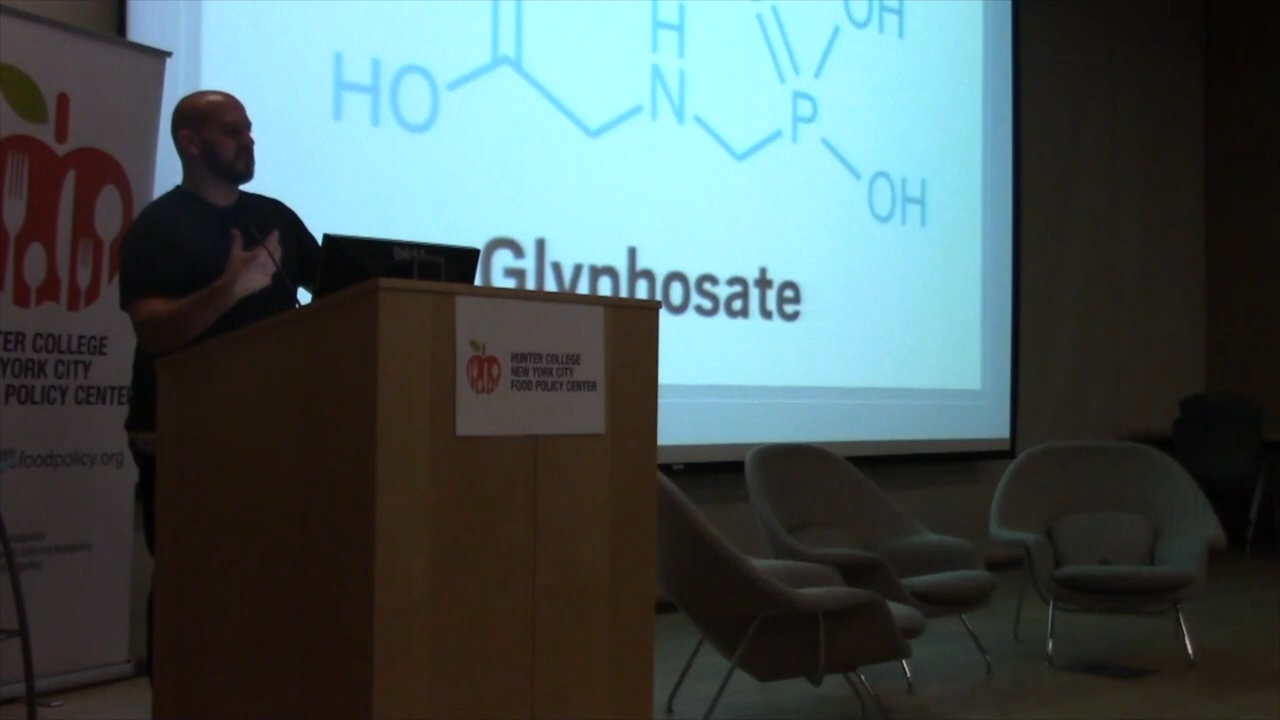 OH
H
HO
N
P
OH
Glyphosate
TER COLLEGE
YORK CITY
POLICY CENTE
foodpolicy.org
HUNTER COLLEGE
NEW YORK CITY
FOOD POLICY CENTER